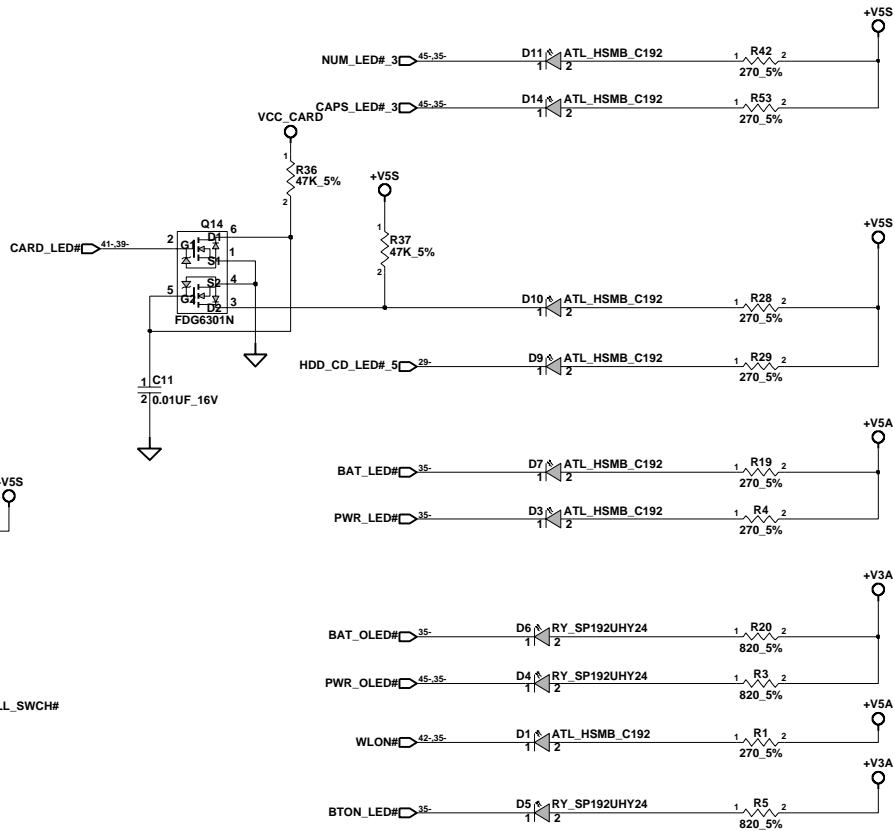 +V5S
NUM_LED#_3 45-,35- D11 ATL_HSMB_C192 1 R42 2
1 2 270_5%
CAPS_LED#_3 45-,35- D14 ATL_HSMB_C192 1 R53 2
1 2 270_5%
VCC_CARD
1
R36
47K_5%
2
+V5S
1
R37
47K_5%
2
+V5S
Q14
CARD_LED# 41-,39- 2 G1 D1 6
S1 1
S2 4
5 G2 D2 3
FDG6301N
D10 ATL_HSMB_C192 1 R28 2
1 2 270_5%
HDD_CD_LED#_5 29- D9 ATL_HSMB_C192 1 R29 2
1 2 270_5%
1 C11
2 0.01UF_16V
+V5A
BAT_LED# 35- D7 ATL_HSMB_C192 1 R19 2
1 2 270_5%
V5S
PWR_LED# 35- D3 ATL_HSMB_C192 1 R4 2
1 2 270_5%
+V3A
BAT_OLED# 35- D6 RY_SP192UHY24 1 R20 2
1 2 820_5%
PWR_OLED# 45-,35- D4 RY_SP192UHY24 1 R3 2
1 2 820_5%
LL_SWCH#
+V5A
WLON# 42-,35- D1 ATL_HSMB_C192 1 R1 2
1 2 270_5%
+V3A
BTON_LED# 35- D5 RY_SP192UHY24 1 R5 2
1 2 820_5%